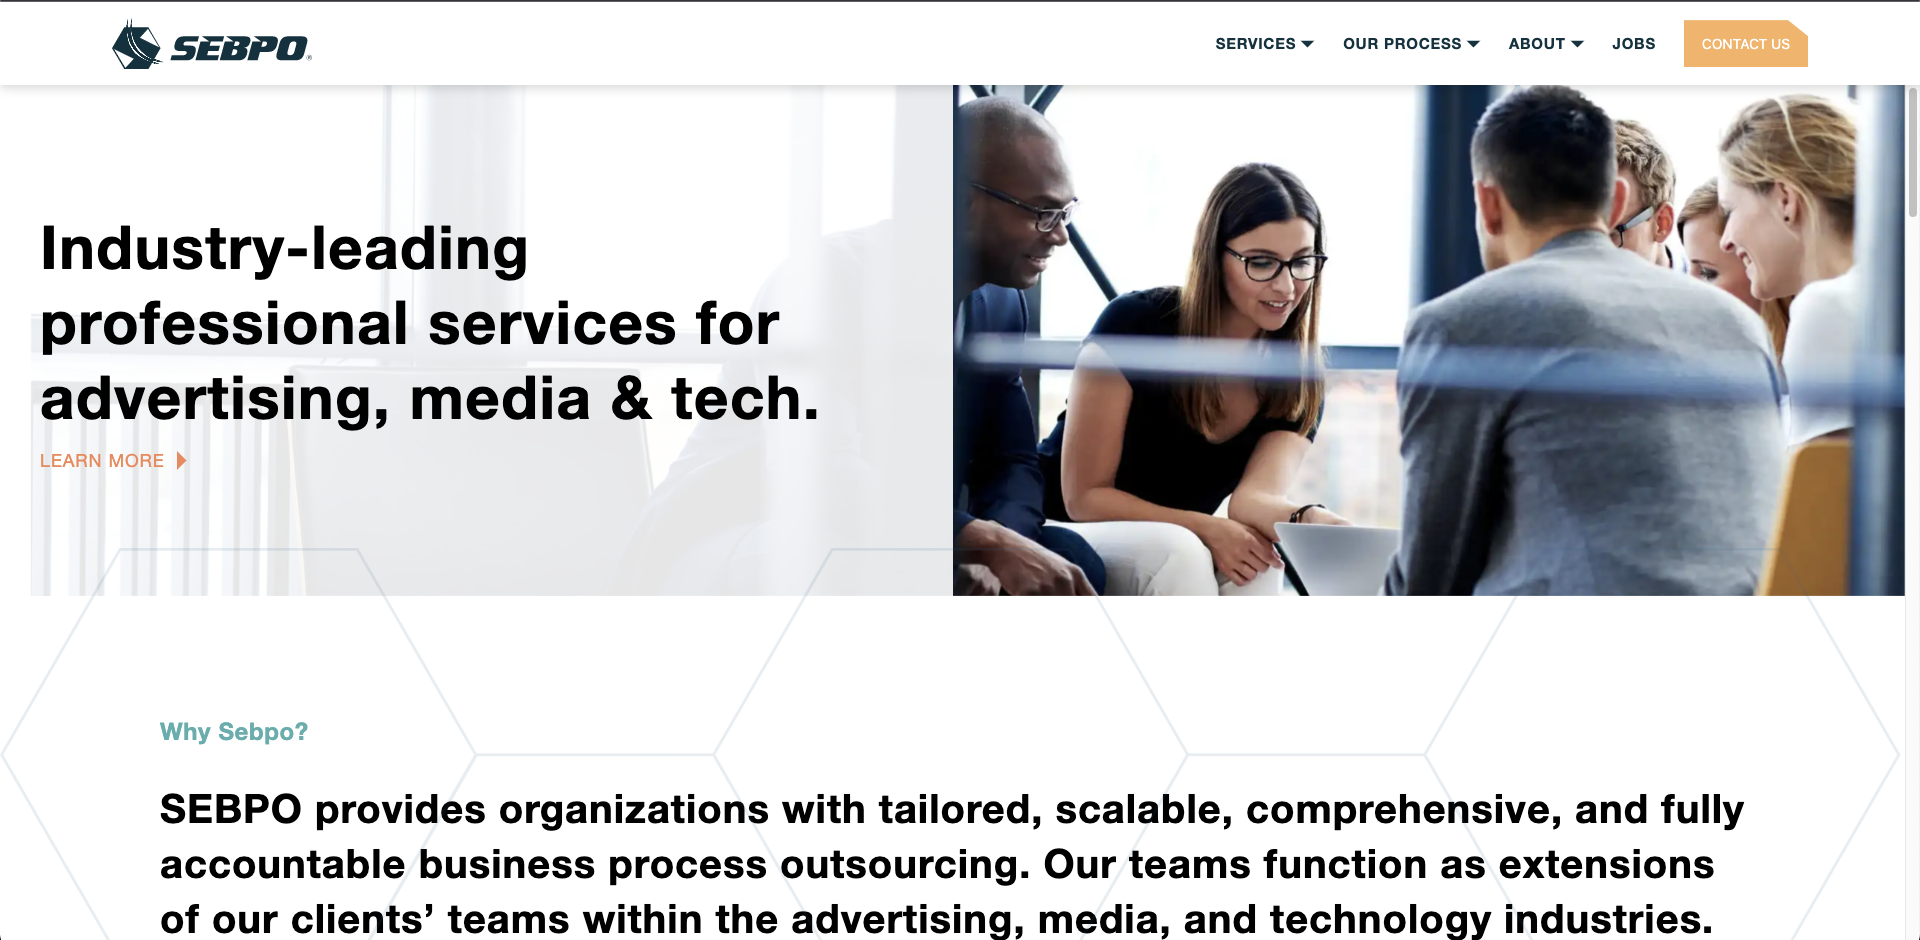 SEBPO®
SERVICES
OUR PROCESS
ABOUT
JOBS
CONTACT US
Industry-leading
professional services for
advertising, media & tech.
LEARN MORE
Why Sebpo?
SEBPO provides organizations with tailored, scalable, comprehensive, and fully
accountable business process outsourcing. Our teams function as extensions
of our clients’ teams within the advertising, media, and technology industries.